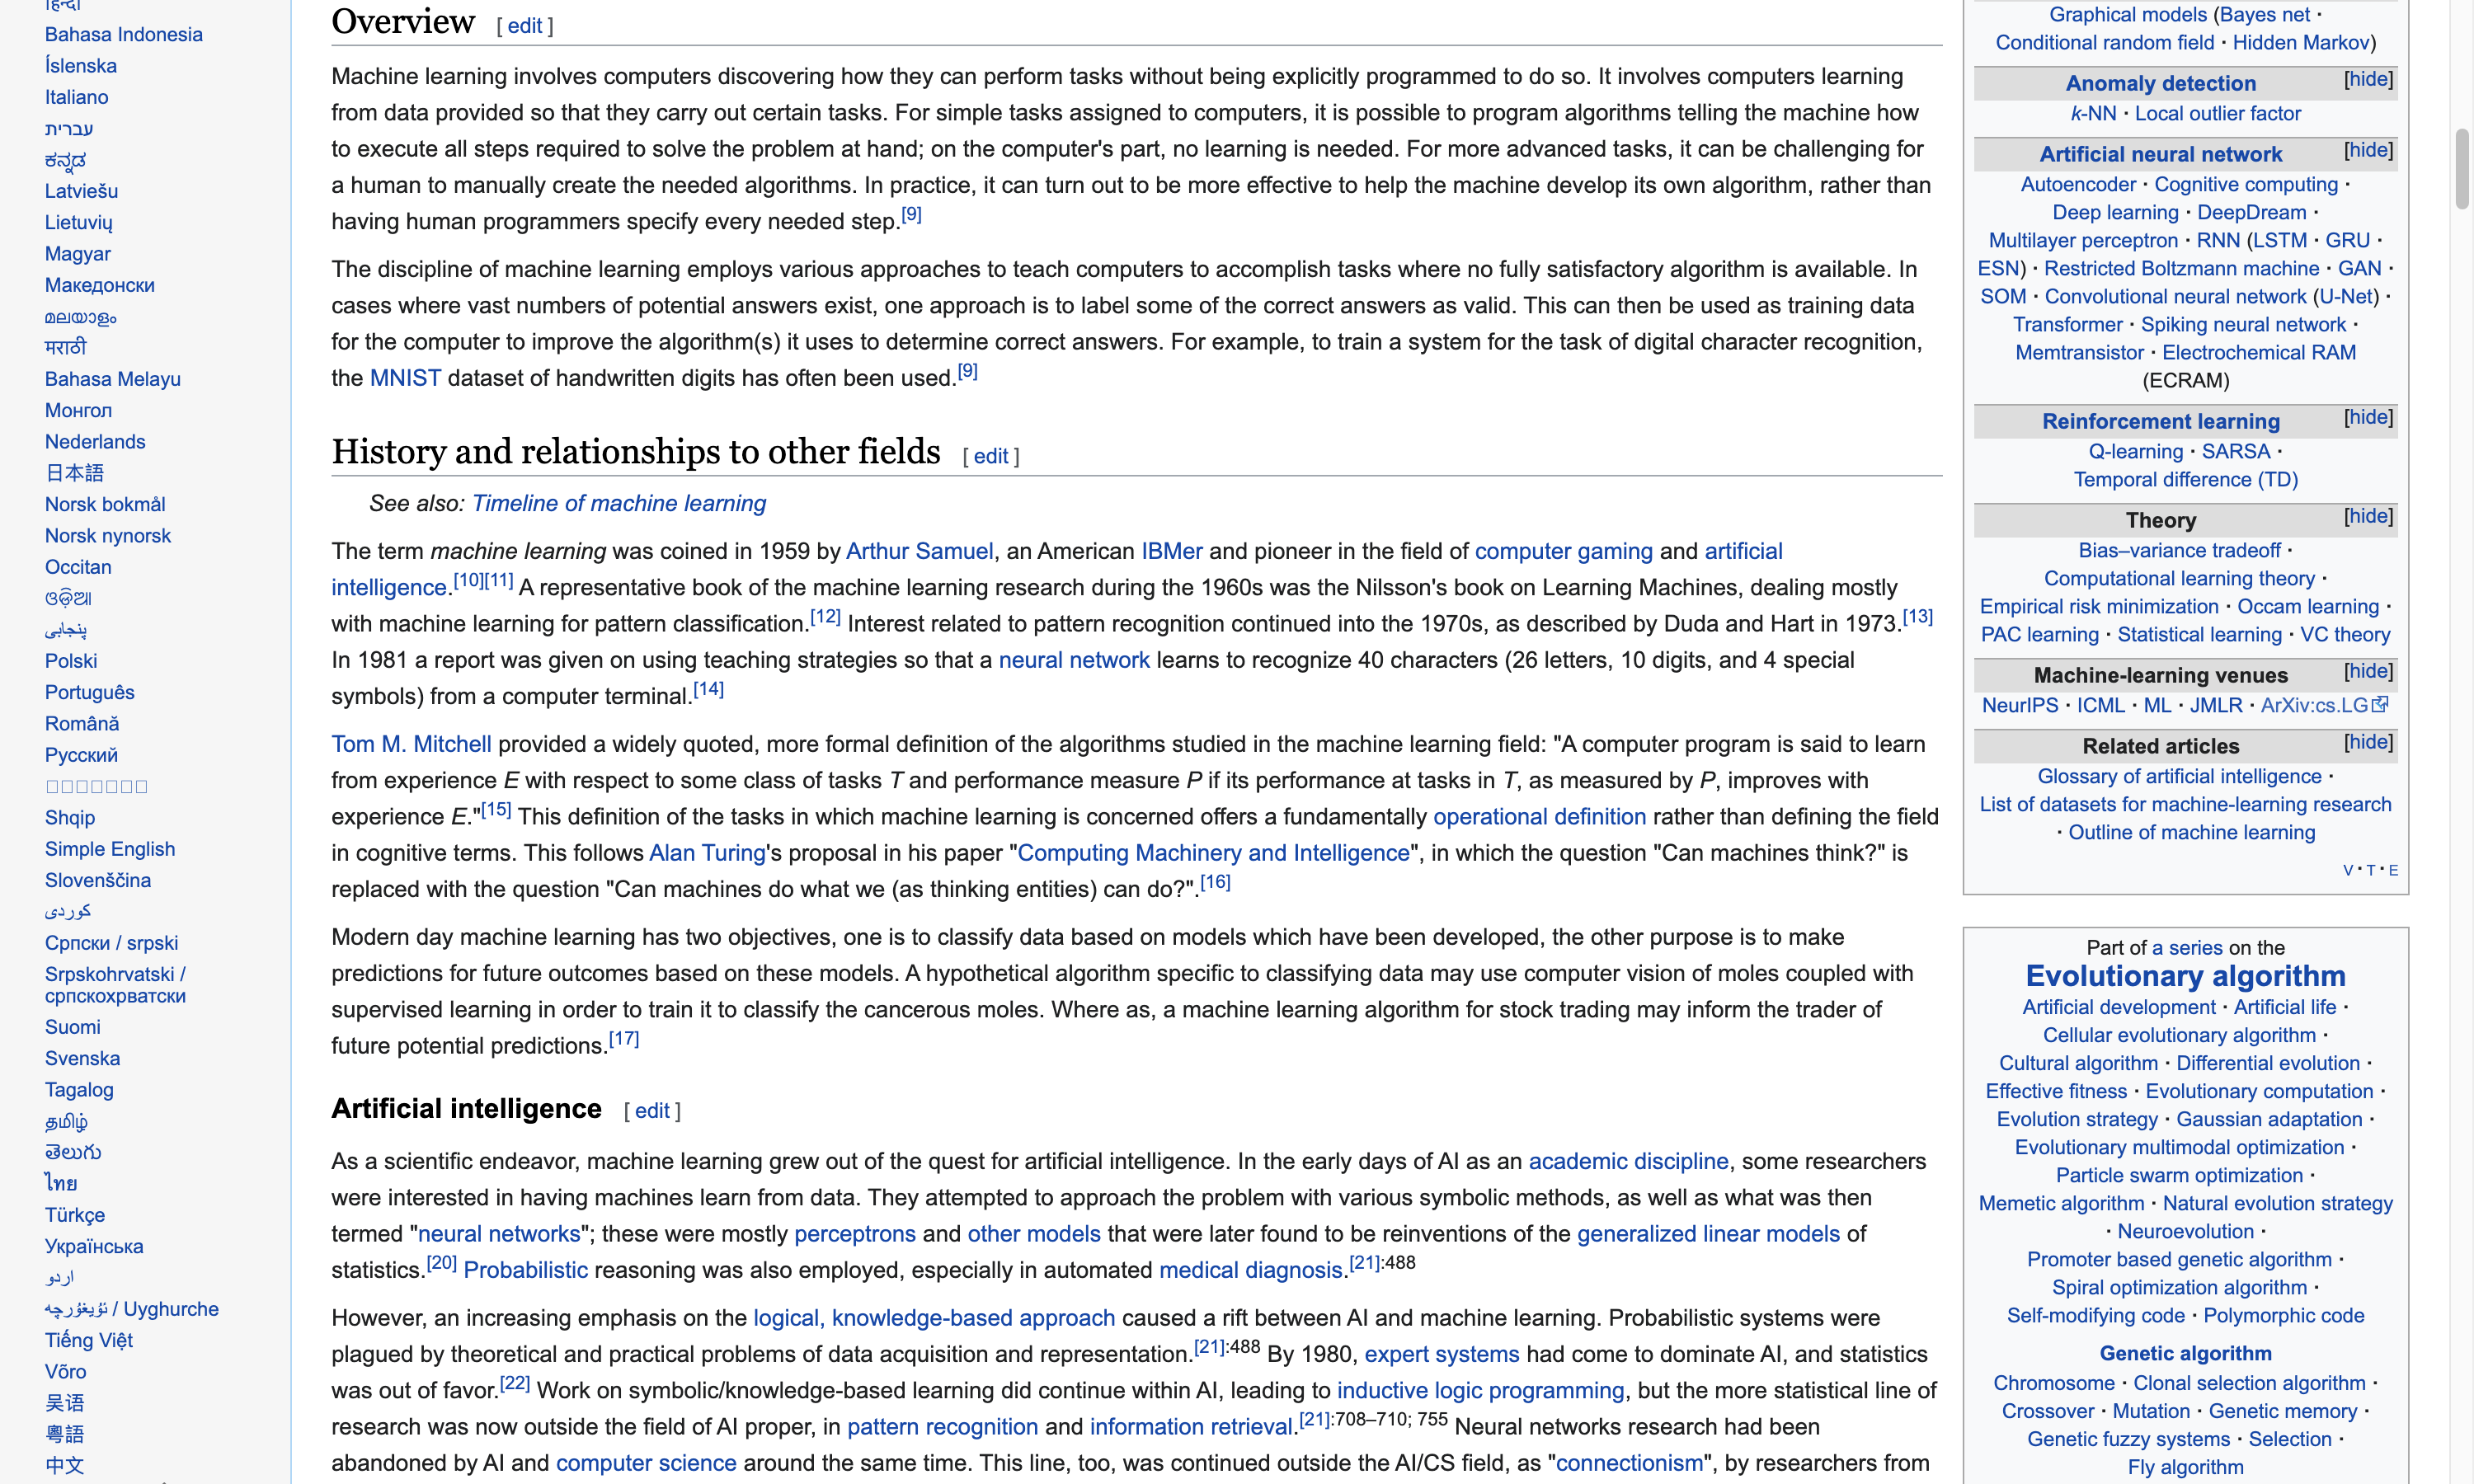 हिन्दी
Bahasa Indonesia
Íslenska
Italiano
עברית
ಕನ್ನಡ
Latviešu
Lietuvių
Magyar
Македонски
മലയാളം
मराठी
Bahasa Melayu
Монгол
Nederlands
日本語
Norsk bokmål
Norsk nynorsk
Occitan
ଓଡ଼ିଆ
پنجابی
Polski
Português
Română
Русский
Shqip
Simple English
Slovenščina
کوردی
Српски / srpski
Srpskohrvatski /
српскохрватски
Suomi
Svenska
Tagalog
தமிழ்
తెలుగు
ไทย
Türkçe
Українська
اردو
ئۇيغۇرچە / Uyghurche
Tiếng Việt
Võro
吴语
粵語
中文
Overview [ edit ]
Machine learning involves computers discovering how they can perform tasks without being explicitly programmed to do so. It involves computers learning
from data provided so that they carry out certain tasks. For simple tasks assigned to computers, it is possible to program algorithms telling the machine how
to execute all steps required to solve the problem at hand; on the computer's part, no learning is needed. For more advanced tasks, it can be challenging for
a human to manually create the needed algorithms. In practice, it can turn out to be more effective to help the machine develop its own algorithm, rather than
having human programmers specify every needed step.[9]
The discipline of machine learning employs various approaches to teach computers to accomplish tasks where no fully satisfactory algorithm is available. In
cases where vast numbers of potential answers exist, one approach is to label some of the correct answers as valid. This can then be used as training data
for the computer to improve the algorithm(s) it uses to determine correct answers. For example, to train a system for the task of digital character recognition,
the MNIST dataset of handwritten digits has often been used.[9]
History and relationships to other fields [ edit ]
See also: Timeline of machine learning
The term machine learning was coined in 1959 by Arthur Samuel, an American IBMer and pioneer in the field of computer gaming and artificial
intelligence.[10][11] A representative book of the machine learning research during the 1960s was the Nilsson's book on Learning Machines, dealing mostly
with machine learning for pattern classification.[12] Interest related to pattern recognition continued into the 1970s, as described by Duda and Hart in 1973.[13]
In 1981 a report was given on using teaching strategies so that a neural network learns to recognize 40 characters (26 letters, 10 digits, and 4 special
symbols) from a computer terminal.[14]
Tom M. Mitchell provided a widely quoted, more formal definition of the algorithms studied in the machine learning field: "A computer program is said to learn
from experience E with respect to some class of tasks T and performance measure P if its performance at tasks in T, as measured by P, improves with
experience E."[15] This definition of the tasks in which machine learning is concerned offers a fundamentally operational definition rather than defining the field
in cognitive terms. This follows Alan Turing's proposal in his paper "Computing Machinery and Intelligence", in which the question "Can machines think?" is
replaced with the question "Can machines do what we (as thinking entities) can do?".[16]
Modern day machine learning has two objectives, one is to classify data based on models which have been developed, the other purpose is to make
predictions for future outcomes based on these models. A hypothetical algorithm specific to classifying data may use computer vision of moles coupled with
supervised learning in order to train it to classify the cancerous moles. Where as, a machine learning algorithm for stock trading may inform the trader of
future potential predictions.[17]
Artificial intelligence [ edit ]
As a scientific endeavor, machine learning grew out of the quest for artificial intelligence. In the early days of AI as an academic discipline, some researchers
were interested in having machines learn from data. They attempted to approach the problem with various symbolic methods, as well as what was then
termed "neural networks"; these were mostly perceptrons and other models that were later found to be reinventions of the generalized linear models of
statistics.[20] Probabilistic reasoning was also employed, especially in automated medical diagnosis.[21]:488
However, an increasing emphasis on the logical, knowledge-based approach caused a rift between AI and machine learning. Probabilistic systems were
plagued by theoretical and practical problems of data acquisition and representation.[21]:488 By 1980, expert systems had come to dominate AI, and statistics
was out of favor.[22] Work on symbolic/knowledge-based learning did continue within AI, leading to inductive logic programming, but the more statistical line of
research was now outside the field of AI proper, in pattern recognition and information retrieval.[21]:708–710; 755 Neural networks research had been
abandoned by AI and computer science around the same time. This line, too, was continued outside the AI/CS field, as "connectionism", by researchers from
Graphical models (Bayes net ·
Conditional random field · Hidden Markov)
Anomaly detection [hide]
k-NN · Local outlier factor
Artificial neural network [hide]
Autoencoder · Cognitive computing ·
Deep learning · DeepDream ·
Multilayer perceptron · RNN (LSTM · GRU ·
ESN) · Restricted Boltzmann machine · GAN ·
SOM · Convolutional neural network (U-Net) ·
Transformer · Spiking neural network ·
Memtransistor · Electrochemical RAM
(ECRAM)
Reinforcement learning [hide]
Q-learning · SARSA ·
Temporal difference (TD)
Theory [hide]
Bias–variance tradeoff ·
Computational learning theory ·
Empirical risk minimization · Occam learning ·
PAC learning · Statistical learning · VC theory
Machine-learning venues [hide]
NeurIPS · ICML · ML · JMLR · ArXiv:cs.LG
Related articles [hide]
Glossary of artificial intelligence ·
List of datasets for machine-learning research
· Outline of machine learning
V · T · E
Part of a series on the
Evolutionary algorithm
Artificial development · Artificial life ·
Cellular evolutionary algorithm ·
Cultural algorithm · Differential evolution ·
Effective fitness · Evolutionary computation ·
Evolution strategy · Gaussian adaptation ·
Evolutionary multimodal optimization ·
Particle swarm optimization ·
Memetic algorithm · Natural evolution strategy
· Neuroevolution ·
Promoter based genetic algorithm ·
Spiral optimization algorithm ·
Self-modifying code · Polymorphic code
Genetic algorithm
Chromosome · Clonal selection algorithm ·
Crossover · Mutation · Genetic memory ·
Genetic fuzzy systems · Selection ·
Fly algorithm